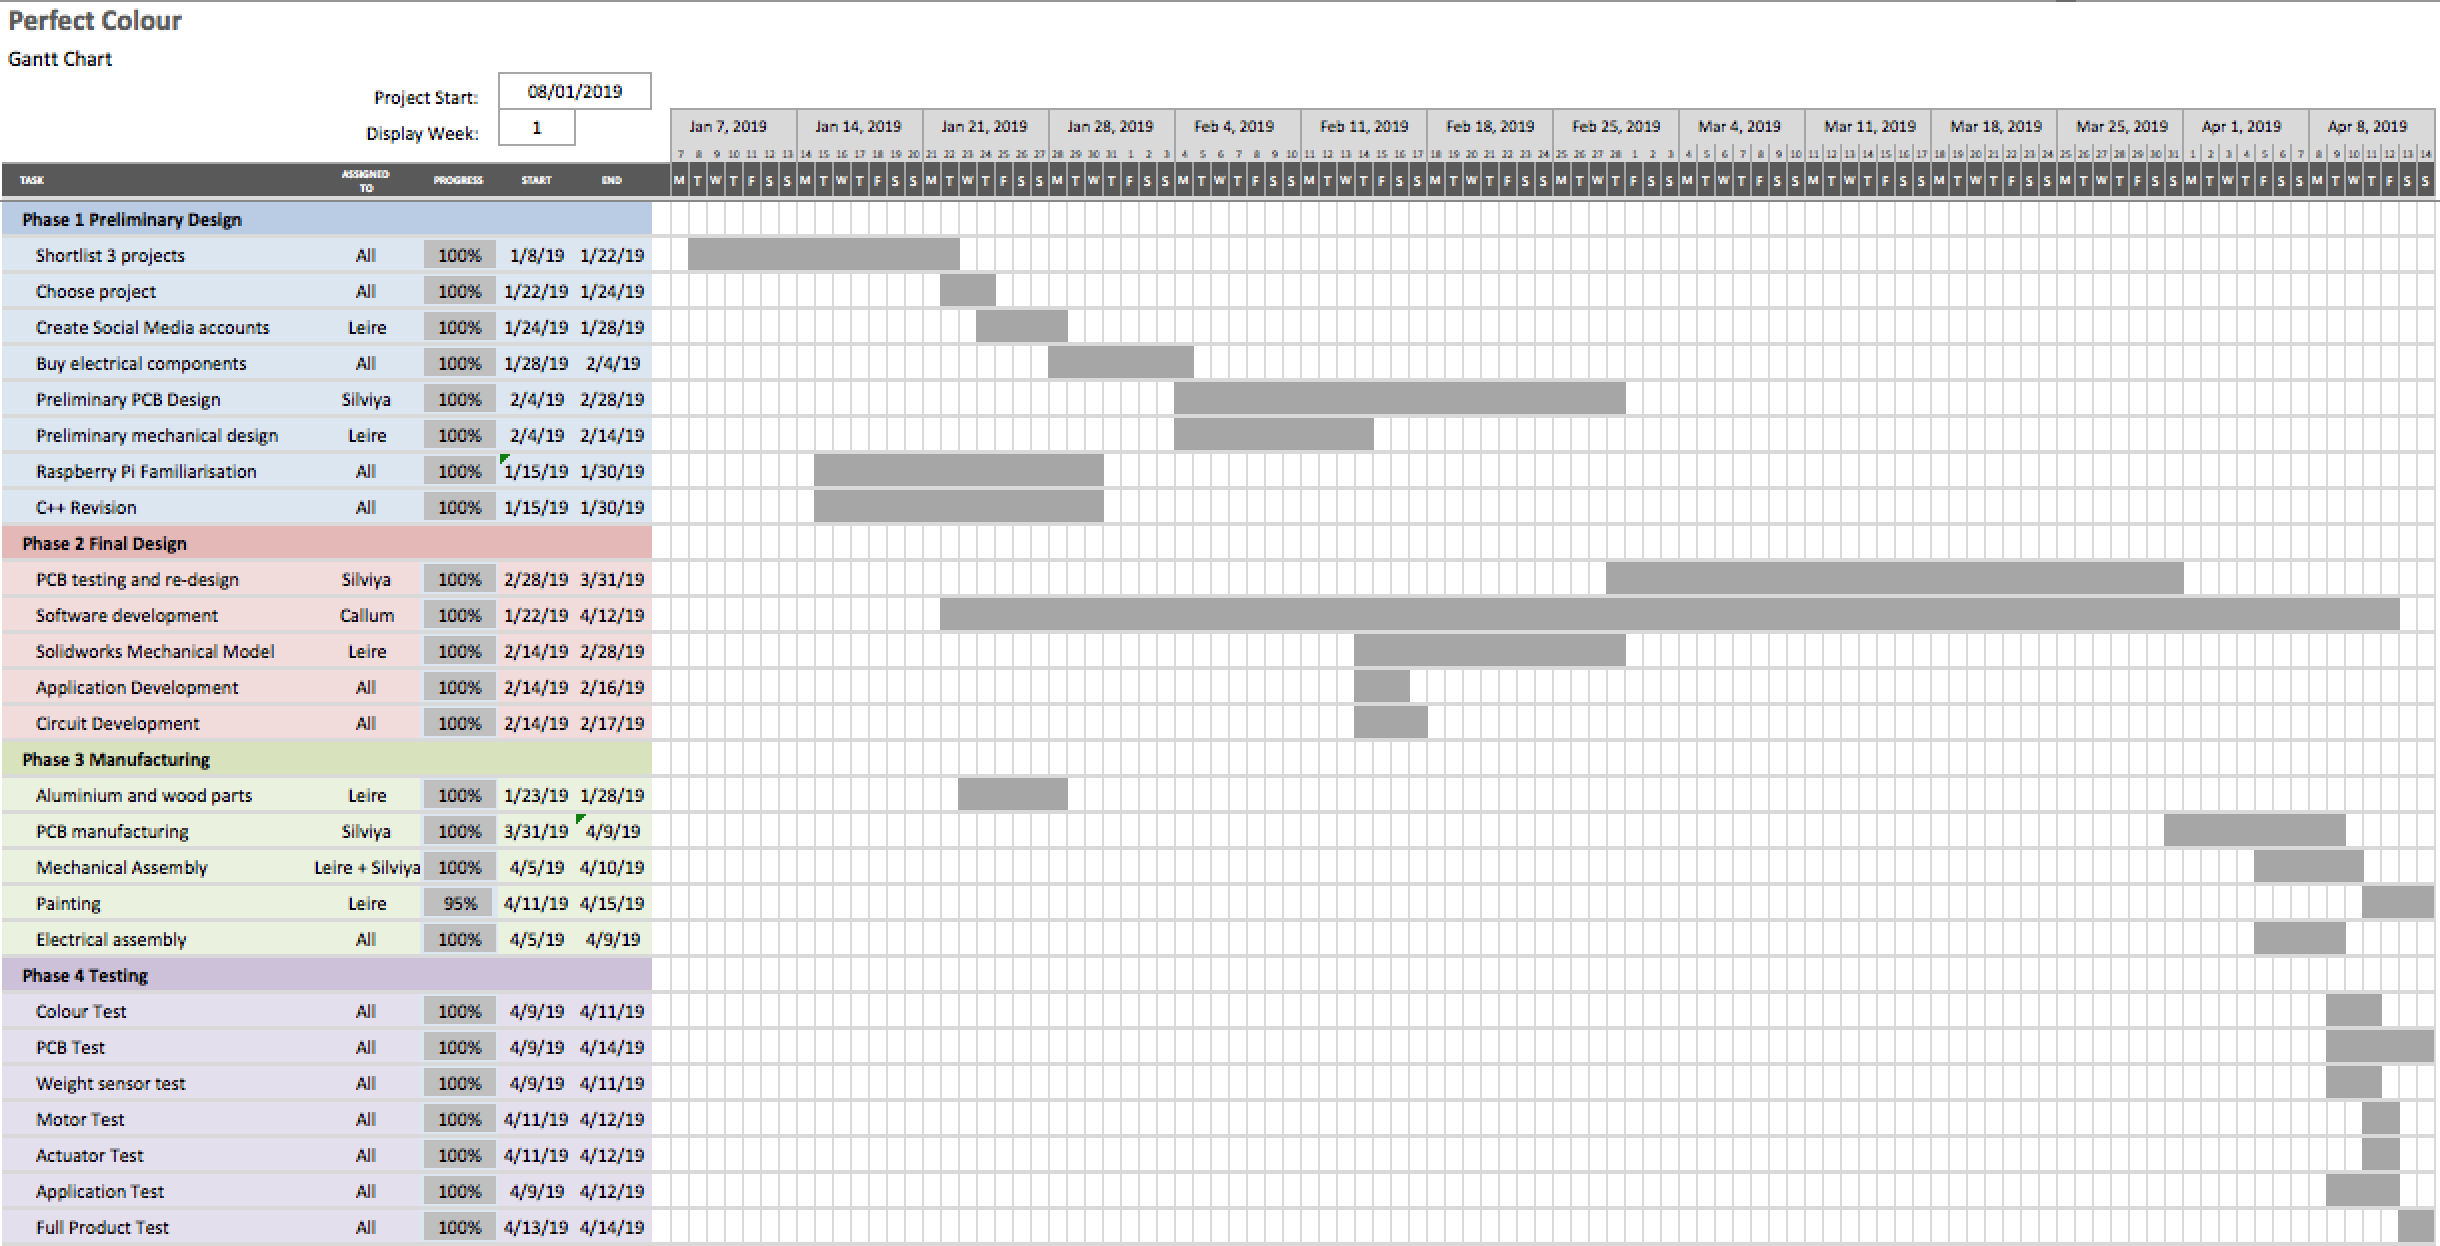 Perfect Colour
Gantt Chart
Project Start: 08/01/2019
Display Week: 1
Jan 7, 2019 Jan 14, 2019 Jan 21, 2019 Jan 28, 2019 Feb 4, 2019 Feb 11, 2019 Feb 18, 2019 Feb 25, 2019 Mar 4, 2019 Mar 11, 2019 Mar 18, 2019 Mar 25, 2019 Apr 1, 2019 Apr 8, 2019
7 8 9 10 11 12 13 14 15 16 17 18 19 20 21 22 23 24 25 26 27 28 29 30 31 1 2 3 4 5 6 7 8 9 10 11 12 13 14 15 16 17 18 19 20 21 22 23 24 25 26 27 28 1 2 3 4 5 6 7 8 9 10 11 12 13 14 15 16 17 18 19 20 21 22 23 24 25 26 27 28 29 30 31 1 2 3 4 5 6 7 8 9 10 11 12 13 14
TASK ASSIGNED TO PROGRESS START END M T W T F S S M T W T F S S M T W T F S S M T W T F S S M T W T F S S M T W T F S S M T W T F S S M T W T F S S M T W T F S S M T W T F S S M T W T F S S M T W T F S S M T W T F S S M T W T F S S
Phase 1 Preliminary Design
Shortlist 3 projects All 100% 1/8/19 1/22/19
Choose project All 100% 1/22/19 1/24/19
Create Social Media accounts Leire 100% 1/24/19 1/28/19
Buy electrical components All 100% 1/28/19 2/4/19
Preliminary PCB Design Silviya 100% 2/4/19 2/28/19
Preliminary mechanical design Leire 100% 2/4/19 2/14/19
Raspberry Pi Familiarisation All 100% 1/15/19 1/30/19
C++ Revision All 100% 1/15/19 1/30/19
Phase 2 Final Design
PCB testing and re-design Silviya 100% 2/28/19 3/31/19
Software development Callum 100% 1/22/19 4/12/19
Solidworks Mechanical Model Leire 100% 2/14/19 2/28/19
Application Development All 100% 2/14/19 2/16/19
Circuit Development All 100% 2/14/19 2/17/19
Phase 3 Manufacturing
Aluminium and wood parts Leire 100% 1/23/19 1/28/19
PCB manufacturing Silviya 100% 3/31/19 4/9/19
Mechanical Assembly Leire + Silviya 100% 4/5/19 4/10/19
Painting Leire 95% 4/11/19 4/15/19
Electrical assembly All 100% 4/5/19 4/9/19
Phase 4 Testing
Colour Test All 100% 4/9/19 4/11/19
PCB Test All 100% 4/9/19 4/14/19
Weight sensor test All 100% 4/9/19 4/11/19
Motor Test All 100% 4/11/19 4/12/19
Actuator Test All 100% 4/11/19 4/12/19
Application Test All 100% 4/9/19 4/12/19
Full Product Test All 100% 4/13/19 4/14/19